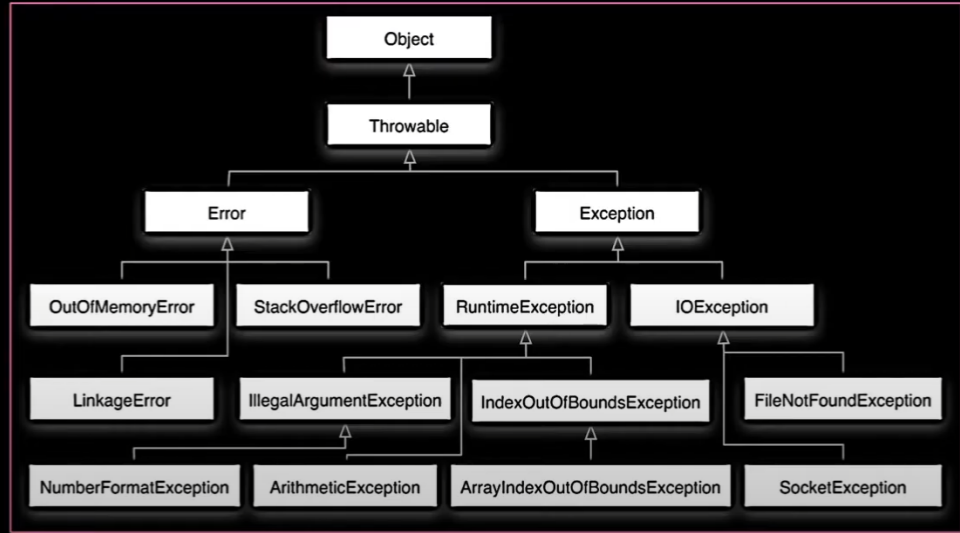 Object
Throwable
Error
Exception
OutOfMemoryError
StackOverflowError
RuntimeException
IOException
LinkageError
IllegalArgumentException
IndexOutOfBoundsException
FileNotFoundException
NumberFormatException
ArithmeticException
ArrayIndexOutOfBoundsException
SocketException